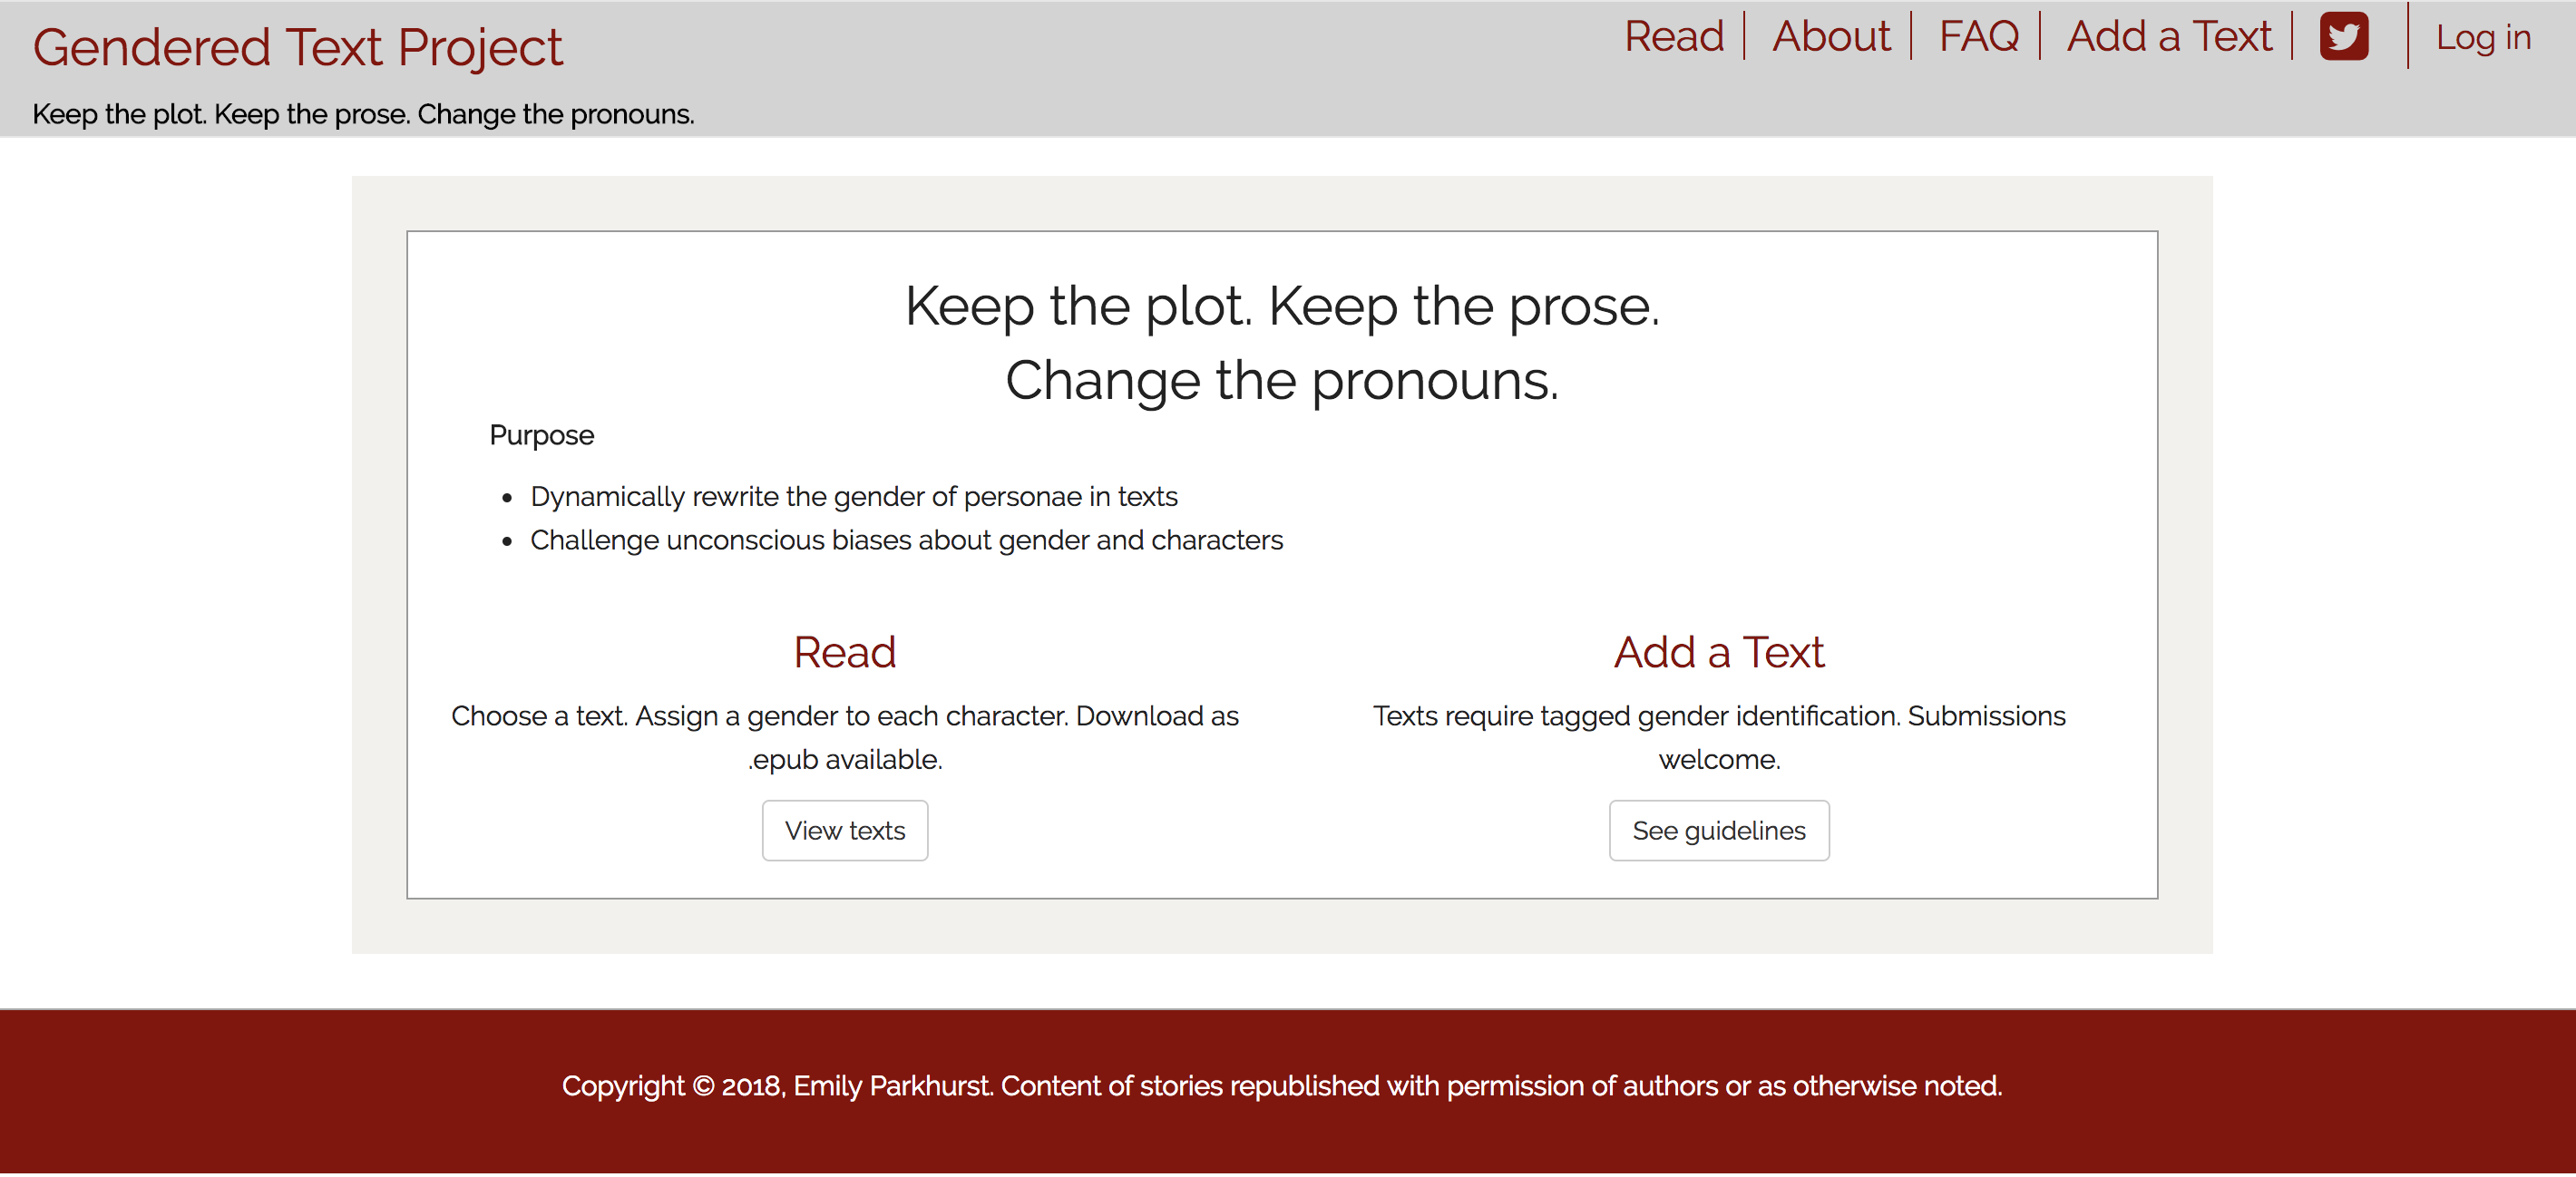 Gendered Text Project
Read
About
FAQ
Add a Text
Log in
Keep the plot. Keep the prose. Change the pronouns.
Keep the plot. Keep the prose.
Change the pronouns.
Purpose
Dynamically rewrite the gender of personae in texts
Challenge unconscious biases about gender and characters
Read
Choose a text. Assign a gender to each character. Download as
.epub available.
View texts
Add a Text
Texts require tagged gender identification. Submissions
welcome.
See guidelines
Copyright © 2018, Emily Parkhurst. Content of stories republished with permission of authors or as otherwise noted.